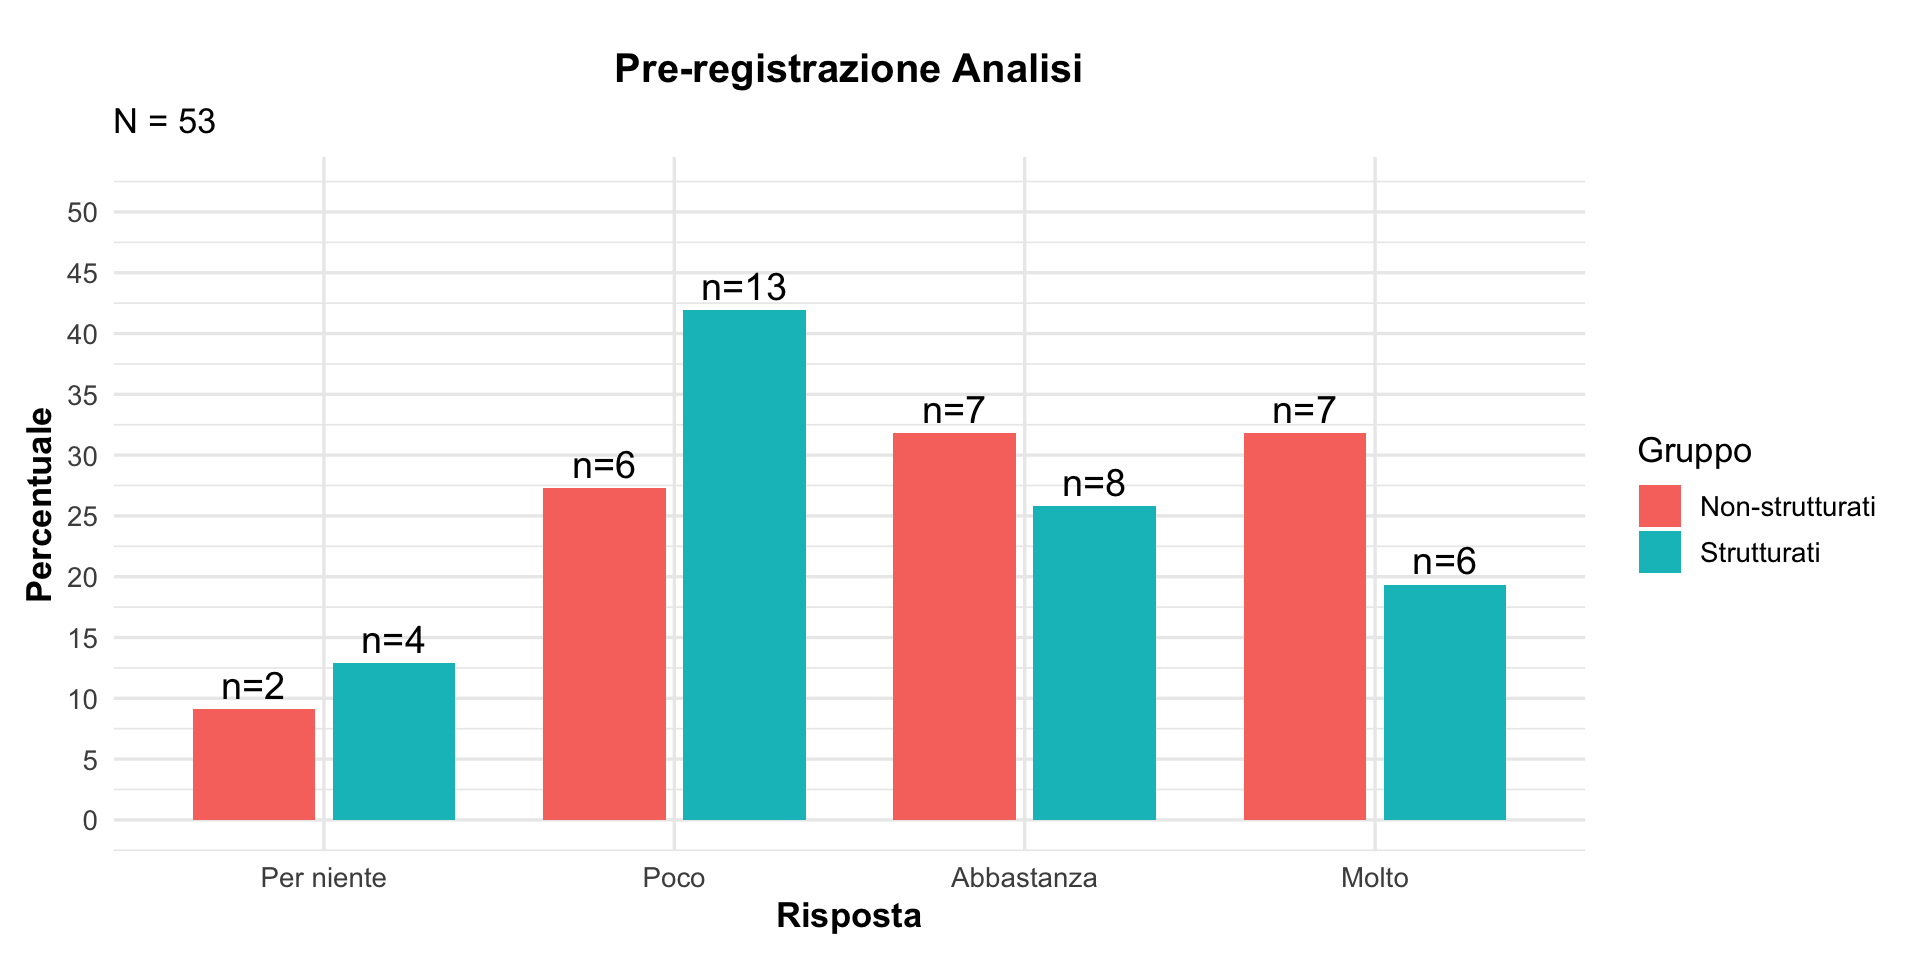 Pre-registrazione Analisi
N = 53
Percentuale
50
45
40
35
30
25
20
15
10
5
0
n=2
n=4
n=6
n=13
n=7
n=8
n=7
n=6
Per niente
Poco
Abbastanza
Molto
Risposta
Gruppo
Non-strutturati
Strutturati